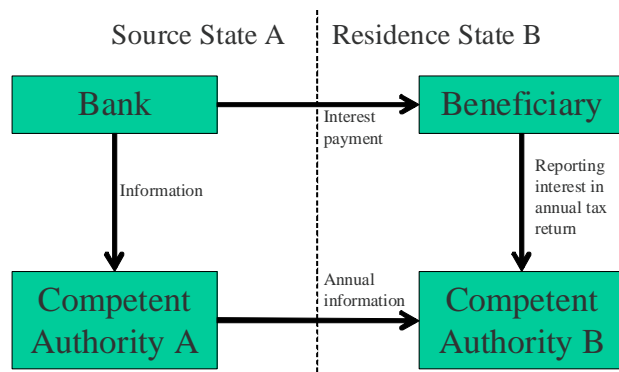 Source State A
Residence State B
Bank
Beneficiary
Interest
payment
Information
Reporting
interest in
annual tax
return
Competent
Authority A
Annual
information
Competent
Authority B